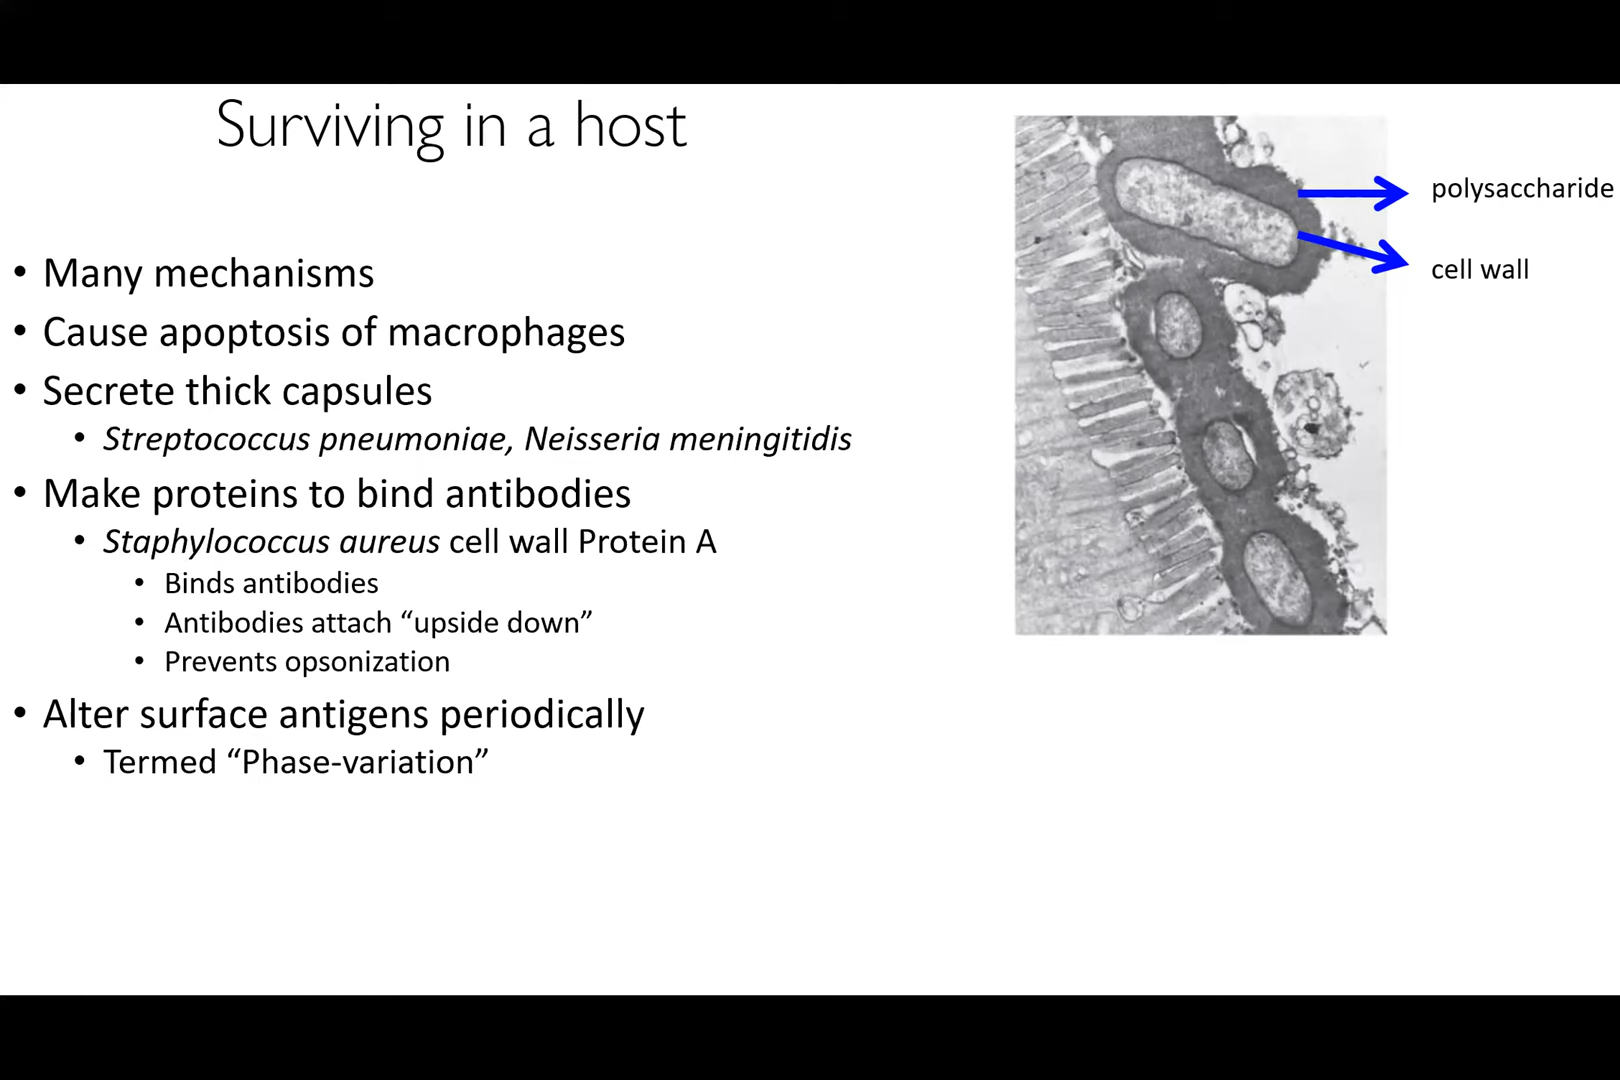 Surviving in a host
• Many mechanisms
• Cause apoptosis of macrophages
• Secrete thick capsules
• Streptococcus pneumoniae, Neisseria meningitidis
• Make proteins to bind antibodies
• Staphylococcus aureus cell wall Protein A
• Binds antibodies
• Antibodies attach “upside down”
• Prevents opsonization
• Alter surface antigens periodically
• Termed “Phase-variation”
polysaccharide
cell wall